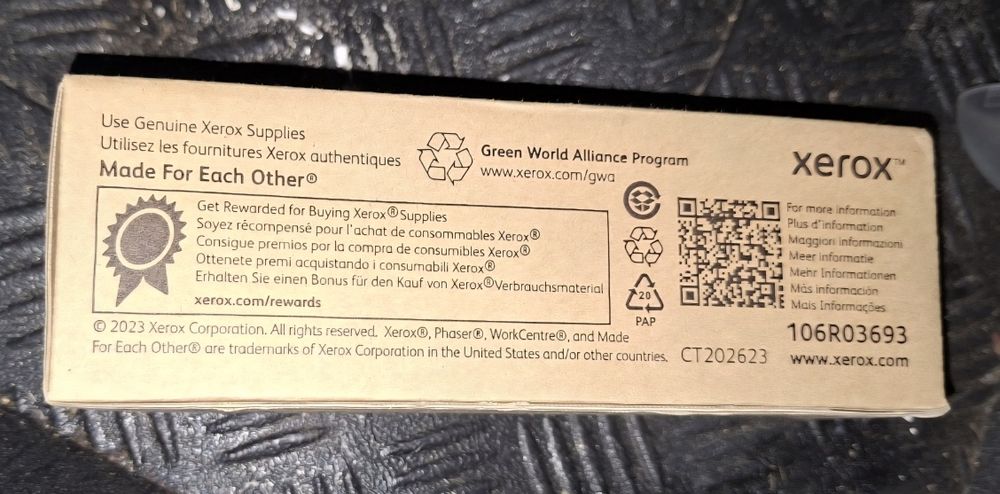 Use Genuine Xerox Supplies
Utilisez les fournitures Xerox authentiques
Made For Each Other®
Green World Alliance Program
www.xerox.com/gwa
xerox™
Get Rewarded for Buying Xerox® Supplies
Soyez récompensé pour l'achat de consommables Xerox®
Consigue premios por la compra de consumibles Xerox®
Ottenete premi acquistando i consumabili Xerox®
Erhalten Sie einen Bonus für den Kauf von Xerox® Verbrauchsmaterial
xerox.com/rewards
20
PAP
For more information
Plus d'information
Maggiori informazioni
Meer informatie
Mehr Informationen
Más información
Mais Informações
© 2023 Xerox Corporation. All rights reserved. Xerox®, Phaser®, WorkCentre®, and Made
For Each Other® are trademarks of Xerox Corporation in the United States and/or other countries.
CT202623
106R03693
www.xerox.com